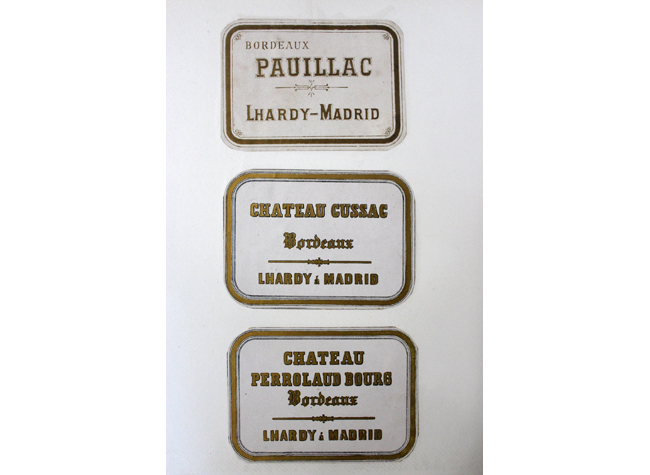 BORDEAUX
PAUILLAC
LHARDY-MADRID
CHATEAU CUSSAC
Bordeaux
LHARDY à MADRID
CHATEAU
PERROLAUD BOURG
Bordeaux
LHARDY à MADRID